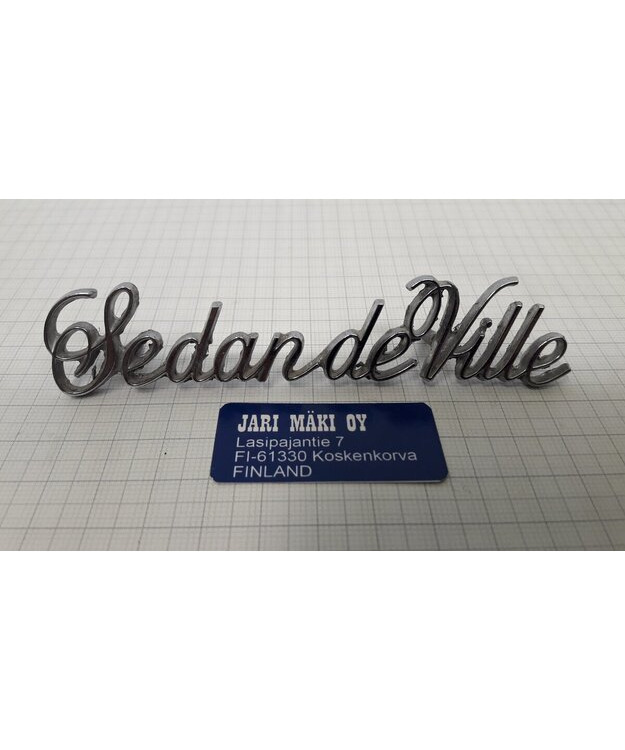 Sedan de Ville
JARI MÄKI OY
Lasipajantie 7
FI-61330 Koskenkorva
FINLAND